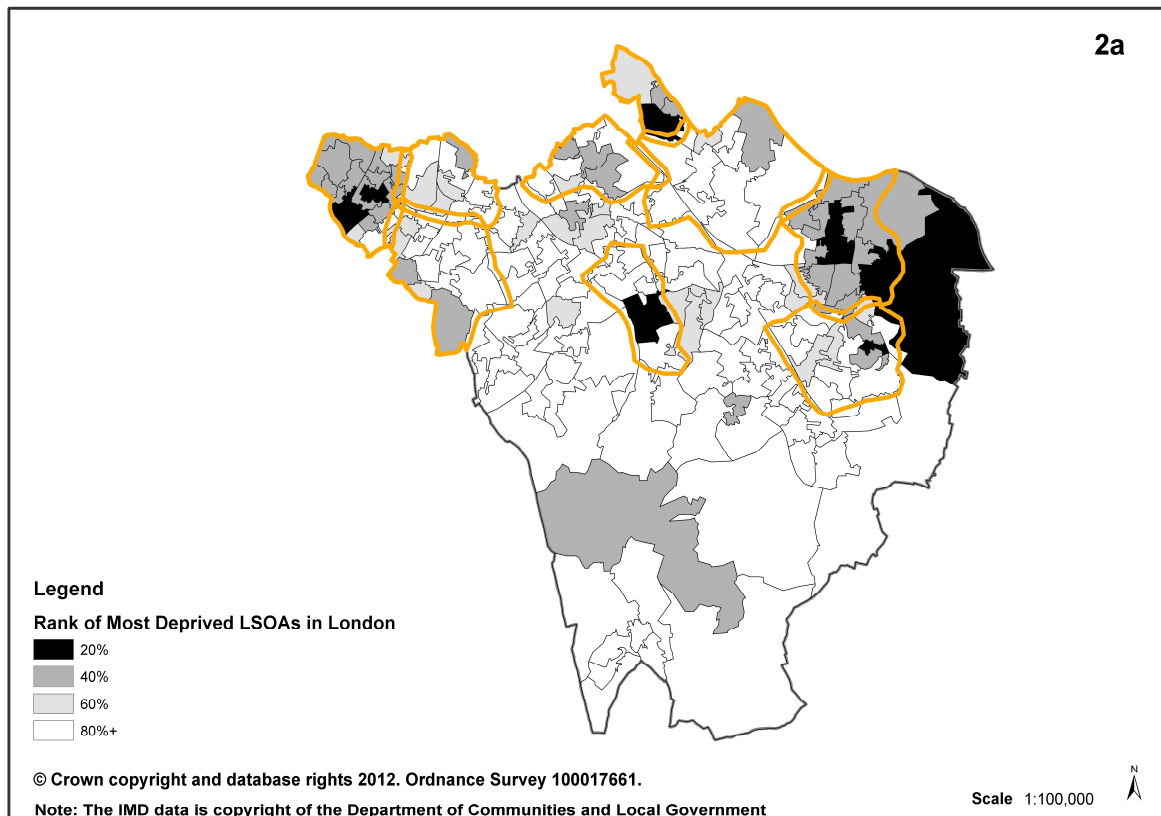 2a
Legend
Rank of Most Deprived LSOAs in London
20%
40%
60%
80%+
© Crown copyright and database rights 2012. Ordnance Survey 100017661.
Note: The IMD data is copyright of the Department of Communities and Local Government
Scale 1:100,000
N